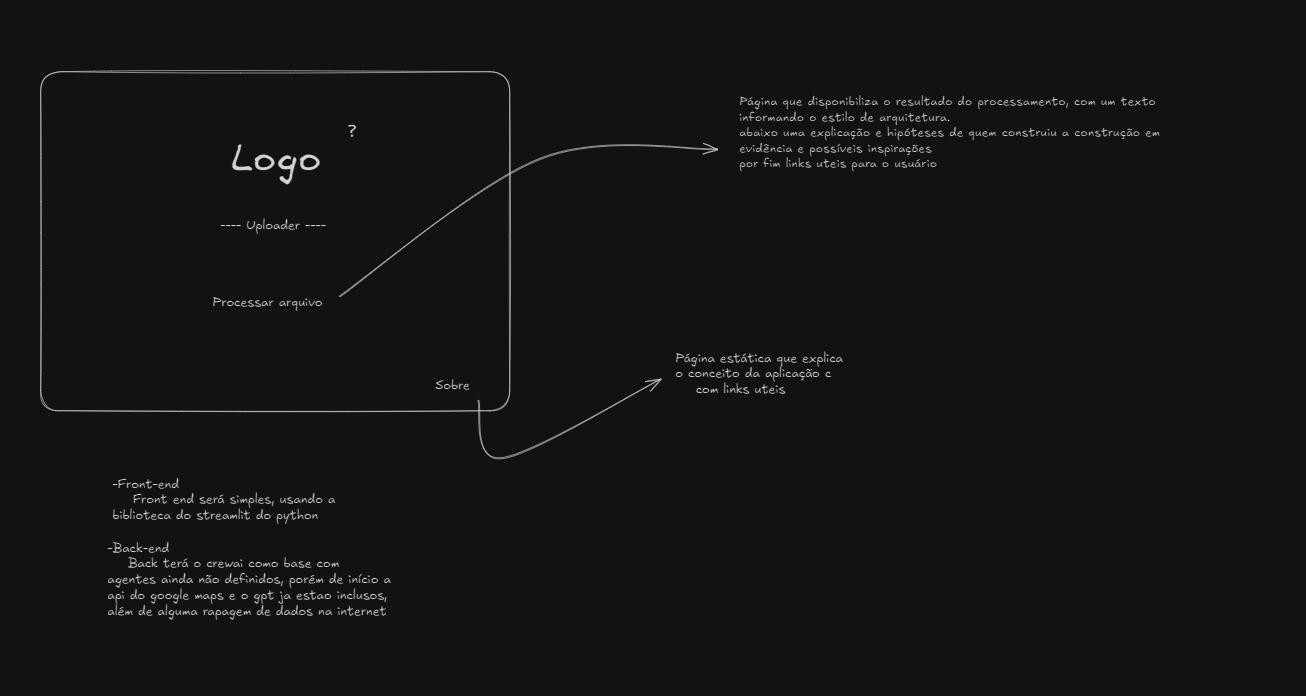 ?
Logo
---- Uploader ----
Processar arquivo
Sobre
Página que disponibiliza o resultado do processamento, com um texto
informando o estilo de arquitetura.
abaixo uma explicação e hipóteses de quem construiu a construção em
evidência e possíveis inspirações
por fim links uteis para o usuário
Página estática que explica
o conceito da aplicação c
com links uteis
-Front-end
Front end será simples, usando a
biblioteca do streamlit do python
-Back-end
Back terá o crewai como base com
agentes ainda não definidos, porém de início a
api do google maps e o gpt ja estao inclusos,
além de alguma rapagem de dados na internet